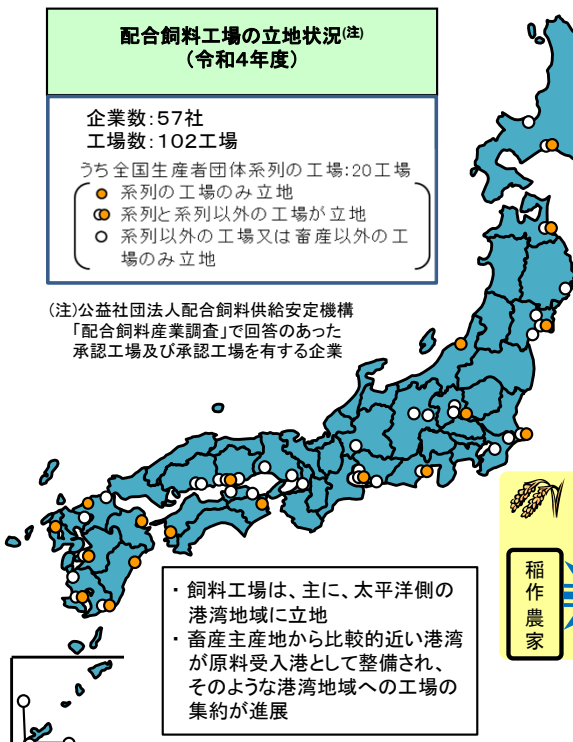 配合飼料工場の立地状況(注)
(令和4年度)
企業数:57社
工場数:102工場
うち全国生産者団体系列の工場:20工場
系列の工場のみ立地
系列と系列以外の工場が立地
系列以外の工場又は畜産以外の工
場のみ立地
(注)公益社団法人配合飼料供給安定機構
「配合飼料産業調査」で回答のあった
承認工場及び承認工場を有する企業
・飼料工場は、主に、太平洋側の
港湾地域に立地
・畜産主産地から比較的近い港湾
が原料受入港として整備され、
そのような港湾地域への工場の
集約が進展
稲作農家